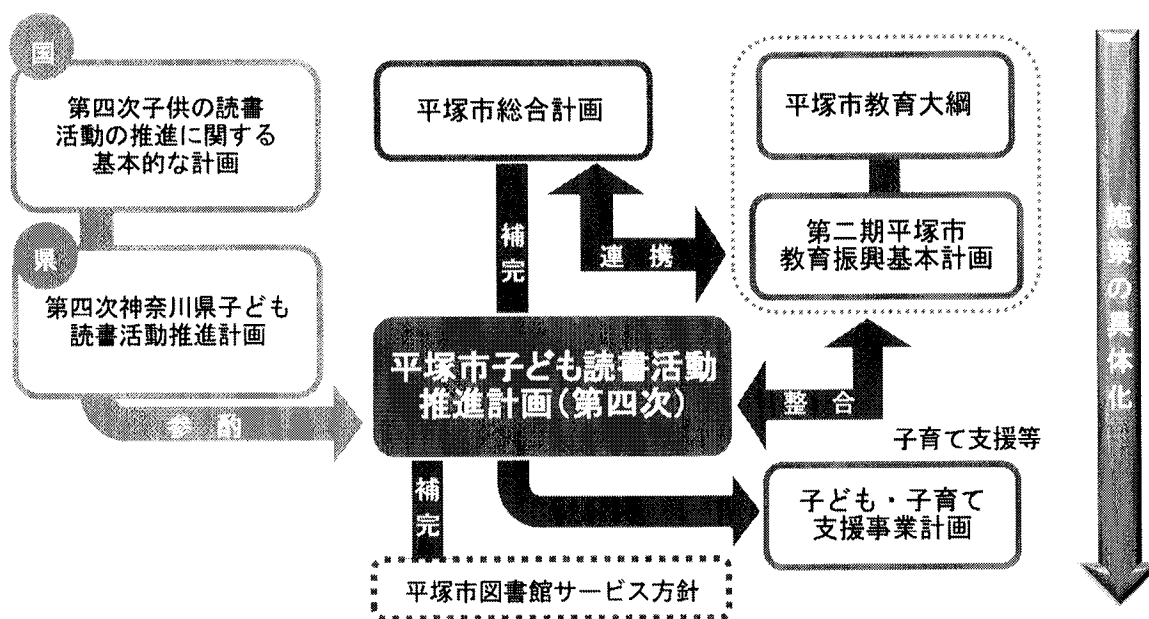 国
第四次子供の読書
活動の推進に関する
基本的な計画
県
第四次神奈川県子ども
読書活動推進計画
参酌
平塚市総合計画
補完
連携
平塚市教育大綱
第二期平塚市
教育振興基本計画
平塚市子ども読書活動
推進計画(第四次)
整合
子育て支援等
子ども・子育て
支援事業計画
補完
平塚市図書館サービス方針
施策の具体化